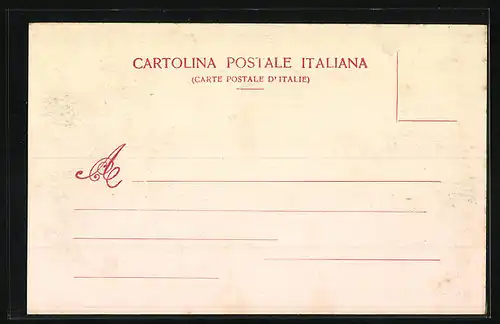 CARTOLINA POSTALE ITALIANA
(CARTE POSTALE D'ITALIE)
A